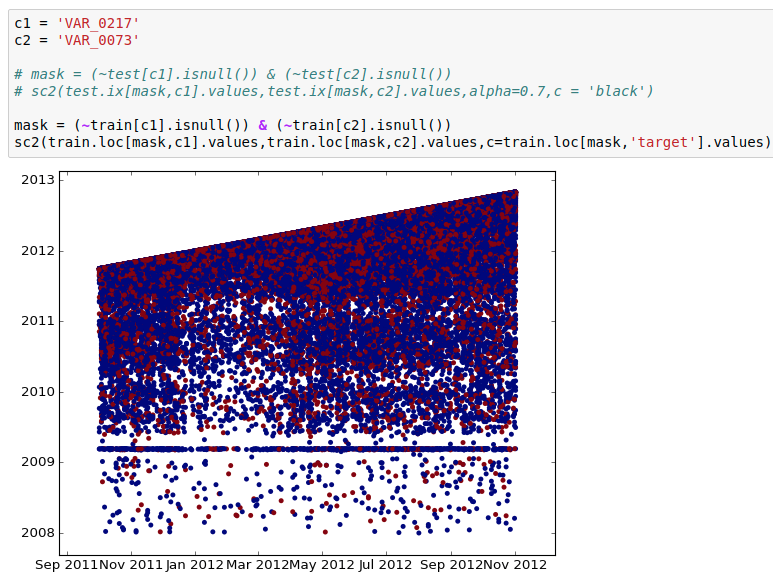 c1 = 'VAR_0217'
c2 = 'VAR_0073'
# mask = (~test[c1].isnull()) & (~test[c2].isnull())
# sc2(test.ix[mask,c1].values,test.ix[mask,c2].values,alpha=0.7,c = 'black')
mask = (~train[c1].isnull()) & (~train[c2].isnull())
sc2(train.loc[mask,c1].values,train.loc[mask,c2].values,c=train.loc[mask,'target'].values)
2013
2012
2011
2010
2009
2008
Sep 2011 Nov 2011 Jan 2012 Mar 2012 May 2012 Jul 2012 Sep 2012 Nov 2012